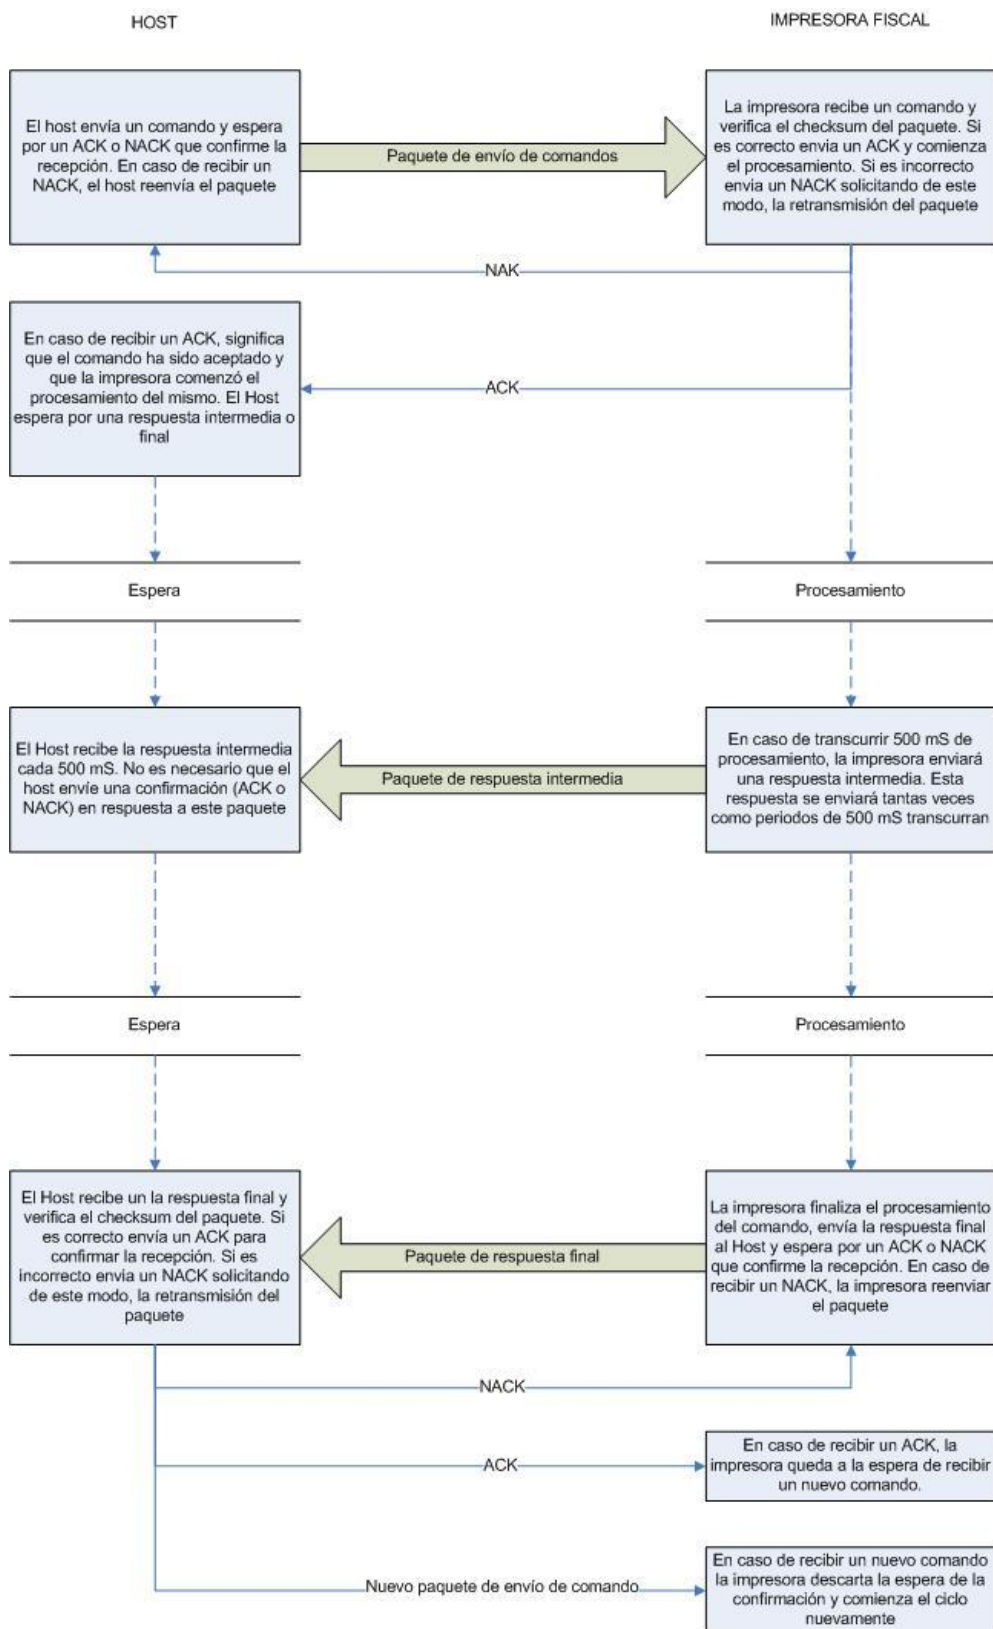 HOST
IMPRESORA FISCAL
El host envía un comando y espera
por un ACK o NACK que confirme la
recepción. En caso de recibir un
NACK, el host reenvía el paquete
Paquete de envío de comandos
La impresora recibe un comando y
verifica el checksum del paquete. Si
es correcto envia un ACK y comienza
el procesamiento. Si es incorrecto
envia un NACK solicitando de este
modo, la retransmisión del paquete
NAK
En caso de recibir un ACK, significa
que el comando ha sido aceptado y
que la impresora comenzó el
procesamiento del mismo. El Host
espera por una respuesta intermedia o
final
ACK
Espera
Procesamiento
El Host recibe la respuesta intermedia
cada 500 mS. No es necesario que el
host envíe una confirmación (ACK o
NACK) en respuesta a este paquete
Paquete de respuesta intermedia
En caso de transcurrir 500 mS de
procesamiento, la impresora enviará
una respuesta intermedia. Esta
respuesta se enviará tantas veces
como periodos de 500 mS transcurran
Espera
Procesamiento
El Host recibe un la respuesta final y
verifica el checksum del paquete. Si
es correcto envía un ACK para
confirmar la recepción. Si es
incorrecto envia un NACK solicitando
de este modo, la retransmisión del
paquete
Paquete de respuesta final
La impresora finaliza el procesamiento
del comando, envía la respuesta final
al Host y espera por un ACK o NACK
que confirme la recepción. En caso de
recibir un NACK, la impresora reenviar
el paquete
NACK
ACK
En caso de recibir un ACK, la
impresora queda a la espera de recibir
un nuevo comando.
Nuevo paquete de envío de comando
En caso de recibir un nuevo comando
la impresora descarta la espera de la
confirmación y comienza el ciclo
nuevamente